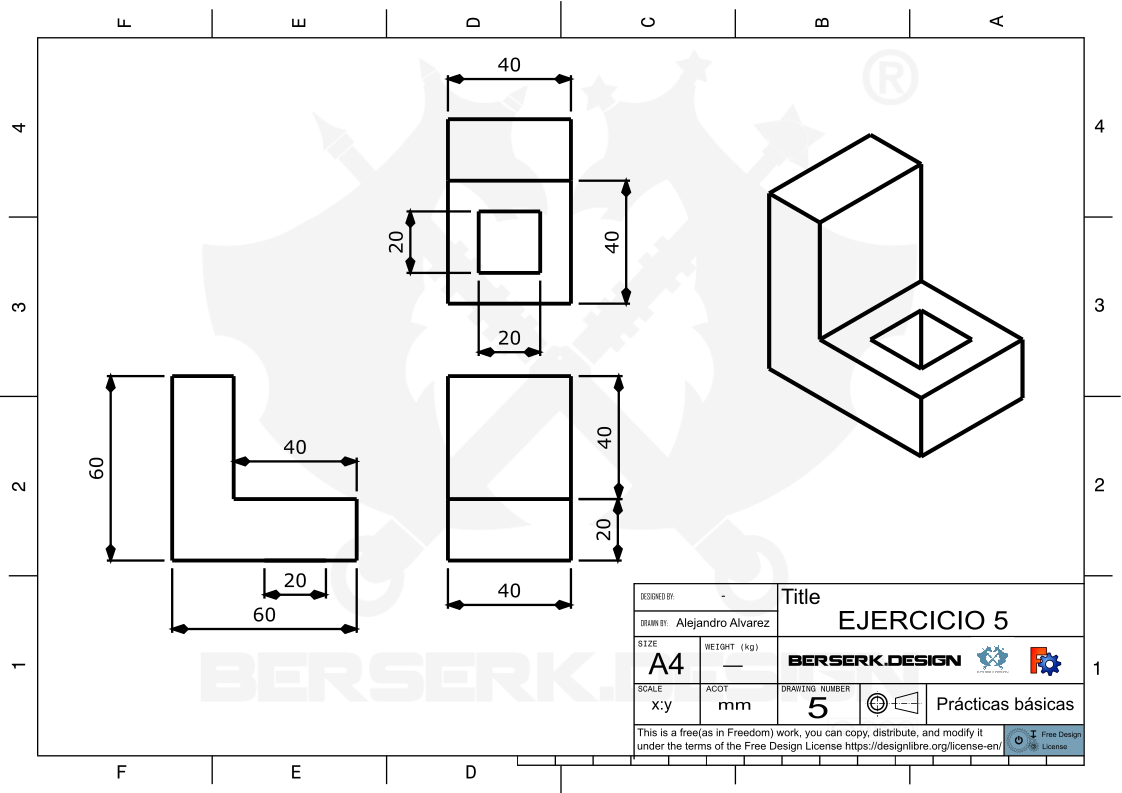 F E D C B A
®
4 4
40
20
40
3 3
20
60
40
40
2 2
20
20
40
60
DESIGNED BY: -
Title
EJERCICIO 5
DRAWN BY: Alejandro Alvarez
SIZE
A4
WEIGHT (kg)
—
BERSERK.DESIGN
1 1
BERSERK.DESIGN
SCALE
x:y
ACOT
mm
DRAWING NUMBER
5
Prácticas básicas
This is a free(as in Freedom) work, you can copy, distribute, and modify it
under the terms of the Free Design License https://designlibre.org/license-en/
Free Design
License
F E D